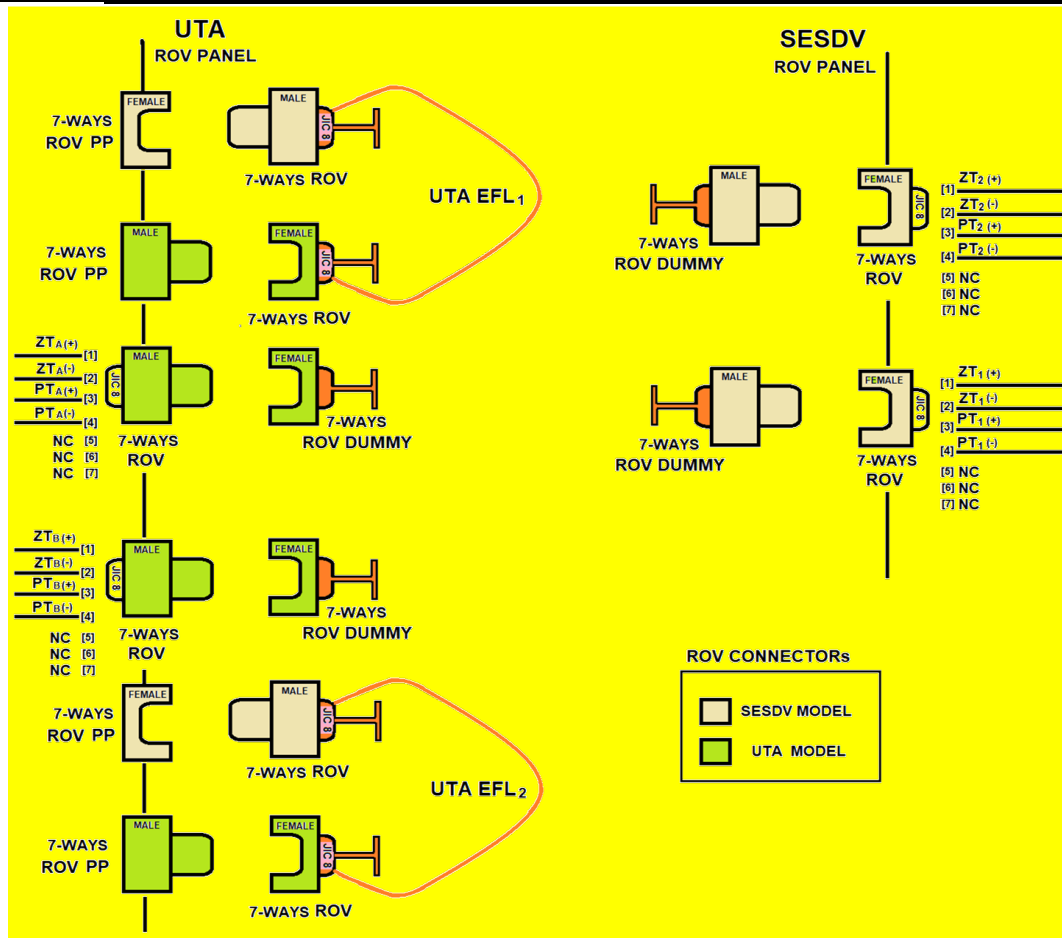 UTA
ROV PANEL
FEMALE
7-WAYS
ROV PP
MALE
JIC 8
7-WAYS ROV
UTA EFL1
MALE
7-WAYS
ROV PP
FEMALE
JIC 8
7-WAYS ROV
ZTA(+)
[1]
ZTA(-)
[2]
PTA(+)
[3]
PTA(-)
[4]
NC [5]
NC [6]
NC [7]
JIC 8
MALE
7-WAYS
ROV
FEMALE
7-WAYS
ROV DUMMY
ZTB(+)
[1]
ZTB(-)
[2]
PTB(+)
[3]
PTB(-)
[4]
NC [5]
NC [6]
NC [7]
JIC 8
MALE
7-WAYS
ROV
FEMALE
7-WAYS
ROV DUMMY
FEMALE
7-WAYS
ROV PP
MALE
JIC 8
7-WAYS ROV
UTA EFL2
MALE
7-WAYS
ROV PP
FEMALE
JIC 8
7-WAYS ROV
SESDV
ROV PANEL
MALE
7-WAYS
ROV DUMMY
FEMALE
JIC 8
7-WAYS
ROV
ZT2 (+)
[1]
ZT2 (-)
[2]
PT2 (+)
[3]
PT2 (-)
[4]
[5] NC
[6] NC
[7] NC
MALE
7-WAYS
ROV DUMMY
FEMALE
JIC 8
7-WAYS
ROV
ZT1 (+)
[1]
ZT1 (-)
[2]
PT1 (+)
[3]
PT1 (-)
[4]
[5] NC
[6] NC
[7] NC
ROV CONNECTORs
SESDV MODEL
UTA MODEL